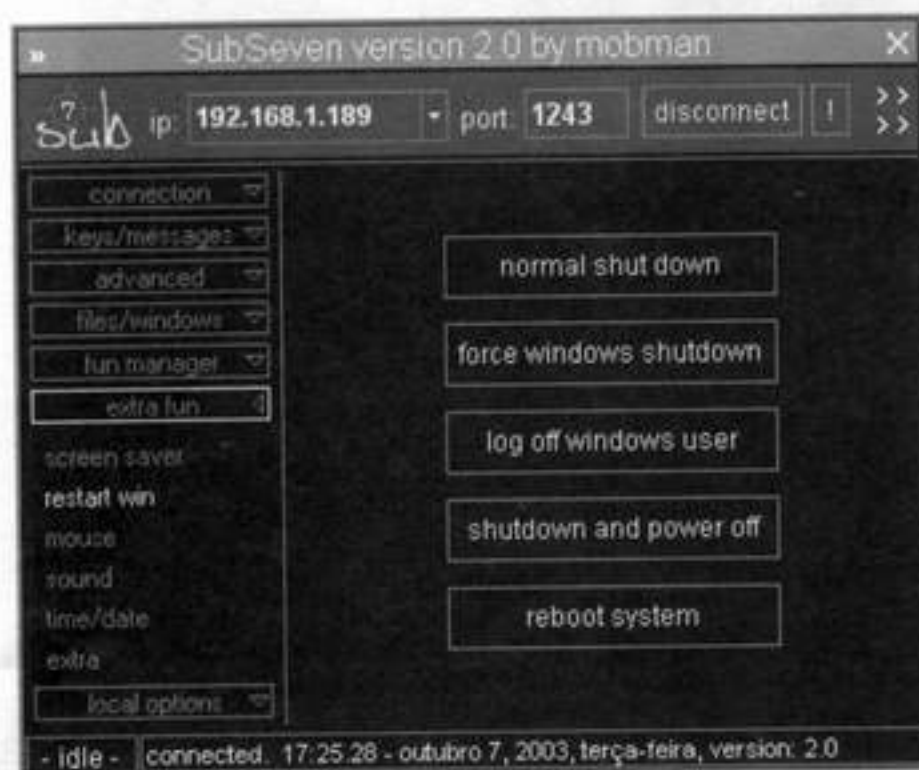 » SubSeven version 2.0 by mobman X
sub7 ip: 192.168.1.189 port: 1243 disconnect ! >> >>
connection
keys/messages
advanced
files/windows
fun manager
extra fun
screen saver
restart win
mouse
sound
time/date
extra
local options
normal shut down
force windows shutdown
log off windows user
shutdown and power off
reboot system
- idle - connected. 17:25.28 - outubro 7, 2003, terça-feira, version: 2.0